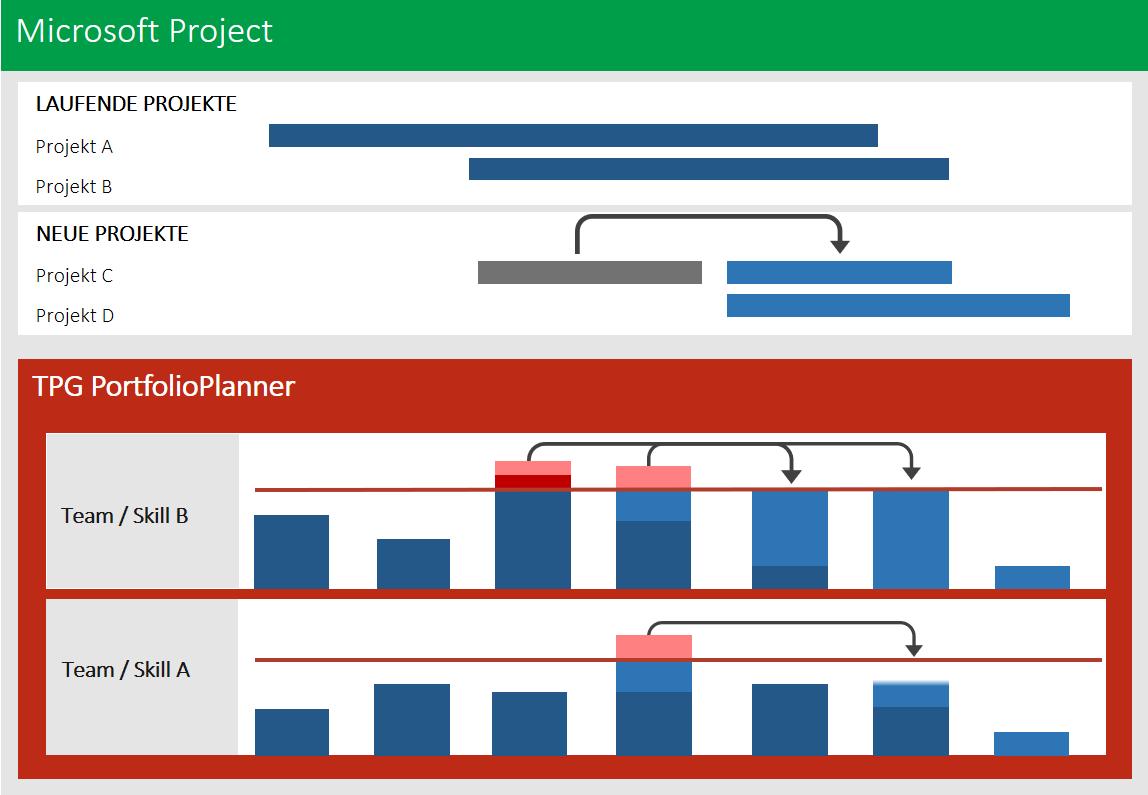 Microsoft Project
LAUFENDE PROJEKTE
Projekt A
Projekt B
NEUE PROJEKTE
Projekt C
Projekt D
TPG PortfolioPlanner
Team / Skill B
Team / Skill A